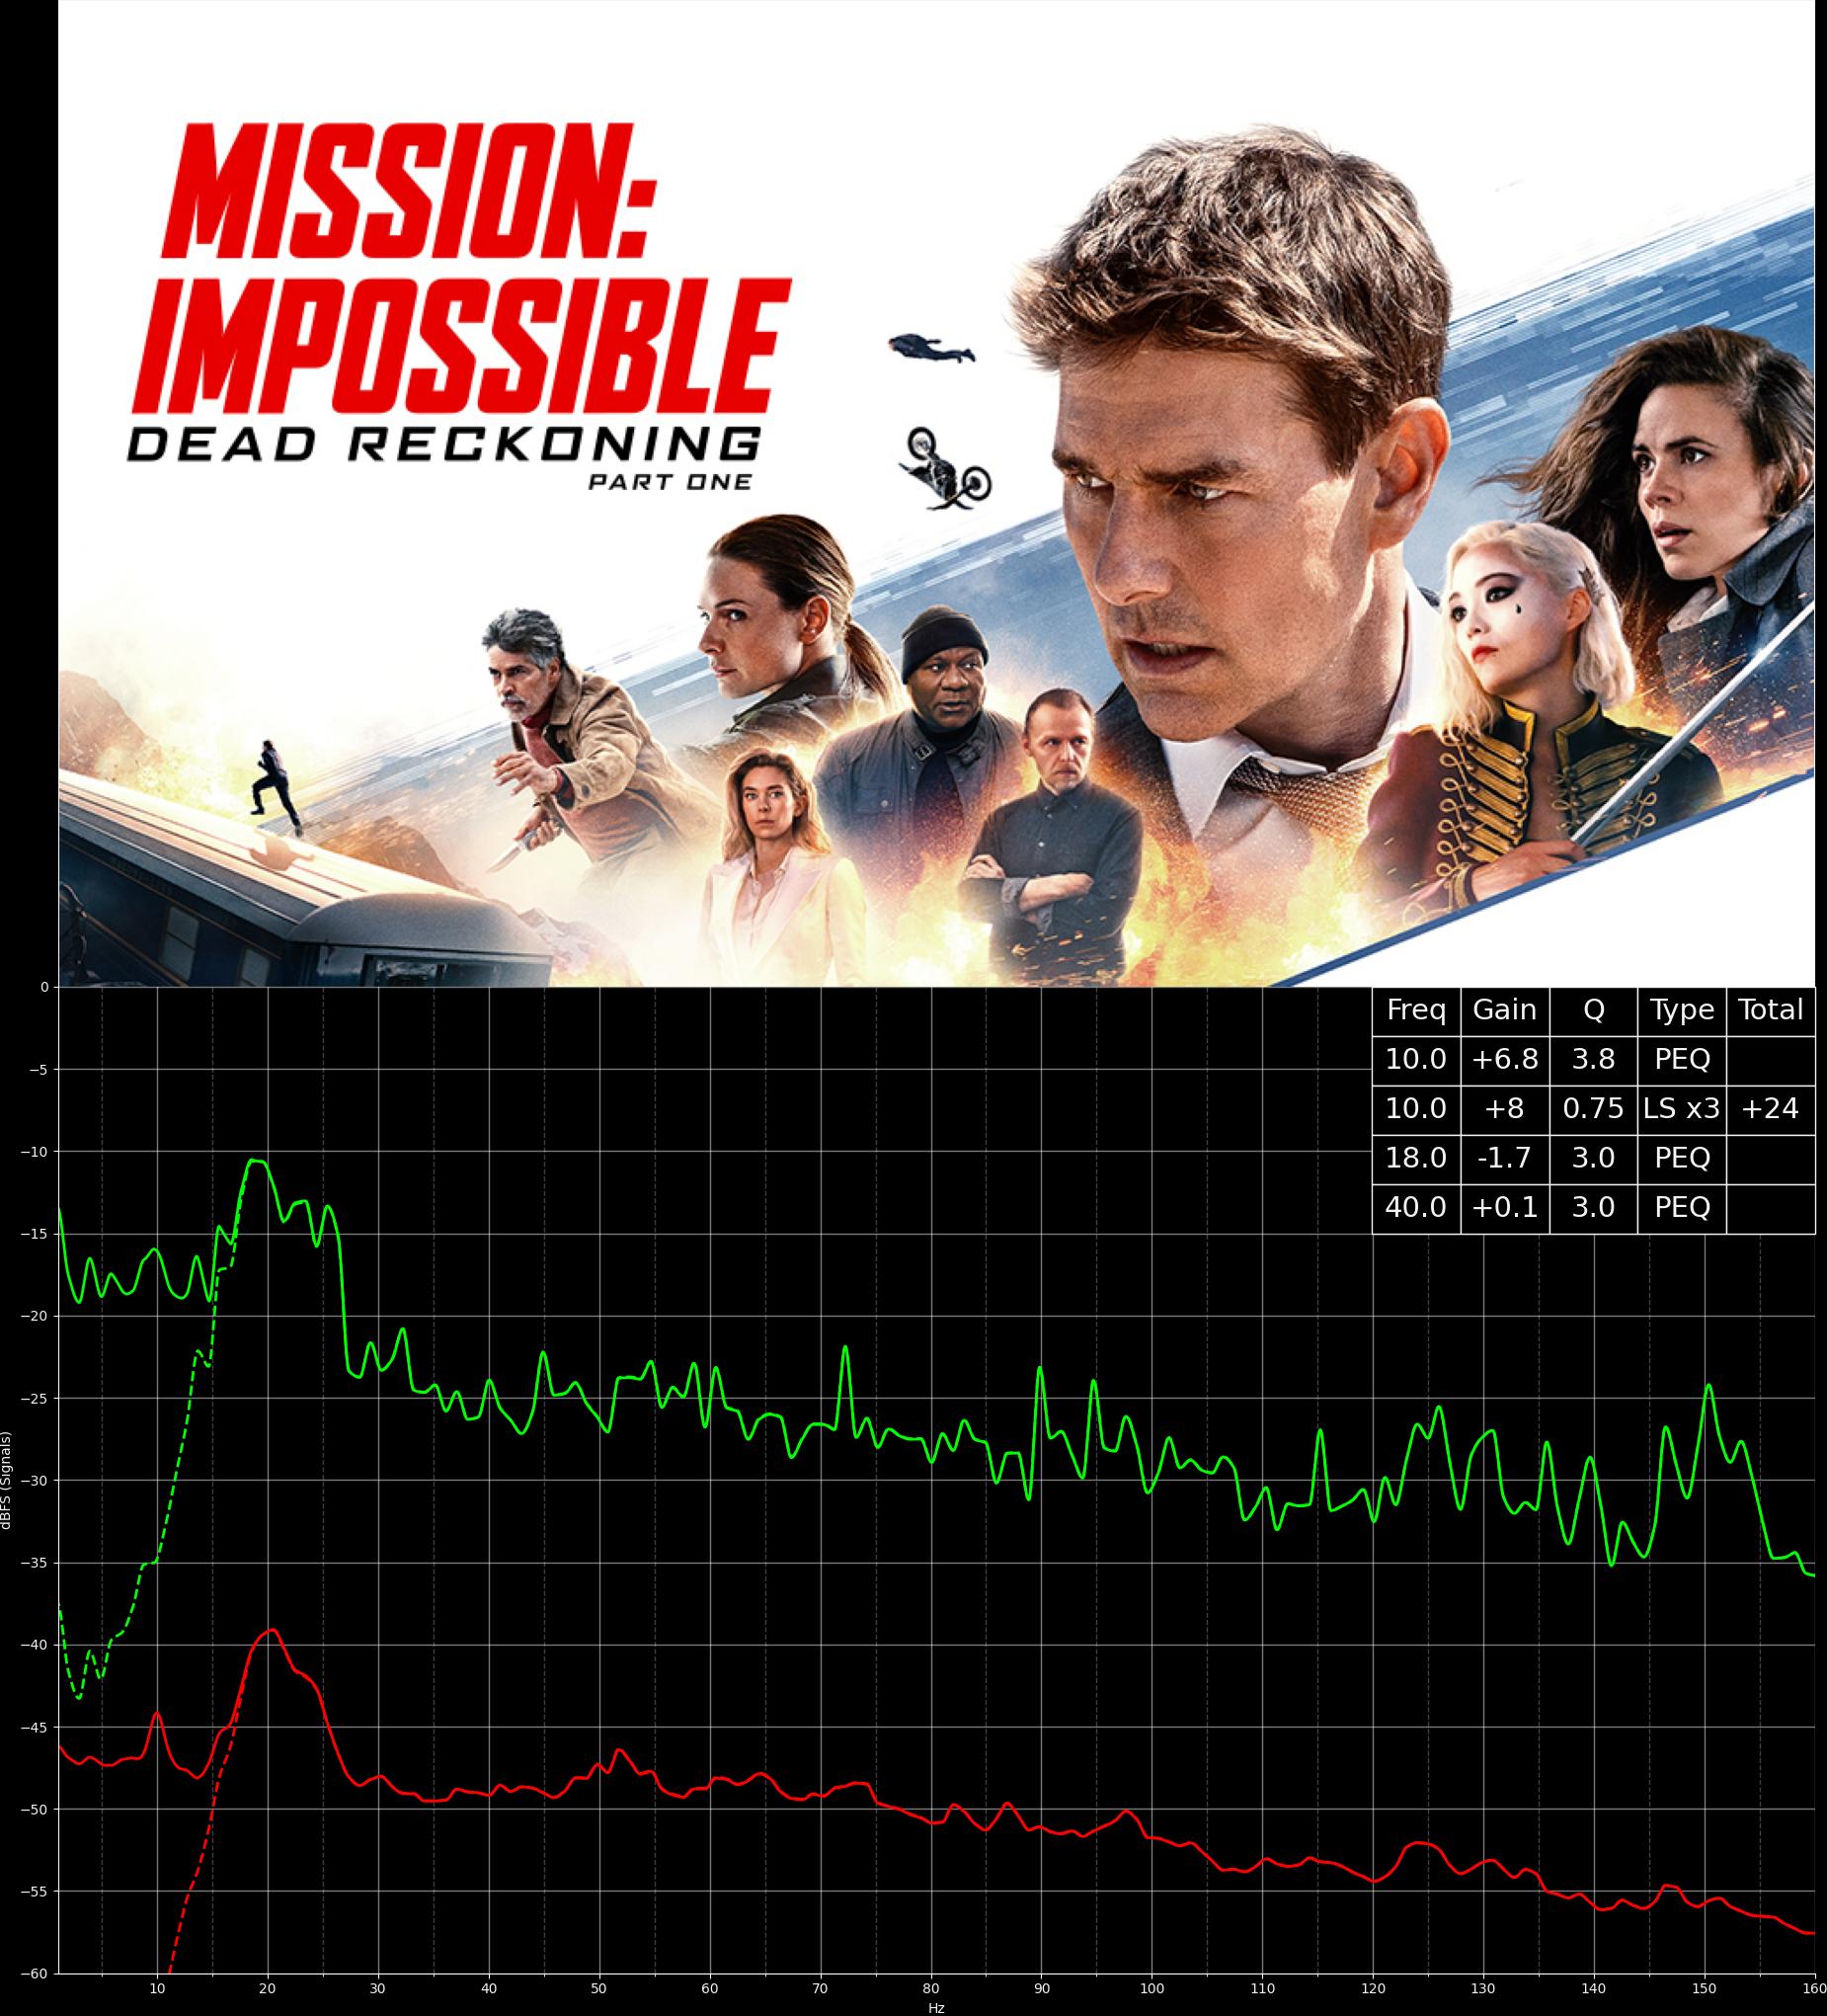 MISSION:
IMPOSSIBLE
DEAD RECKONING
PART ONE
Freq Gain Q Type Total
10.0 +6.8 3.8 PEQ
10.0 +8 0.75 LS x3 +24
18.0 -1.7 3.0 PEQ
40.0 +0.1 3.0 PEQ
0
−5
−10
−15
−20
−25
−30
−35
−40
−45
−50
−55
−60
dBFS (Signals)
10 20 30 40 50 60 70 80 90 100 110 120 130 140 150 160
Hz